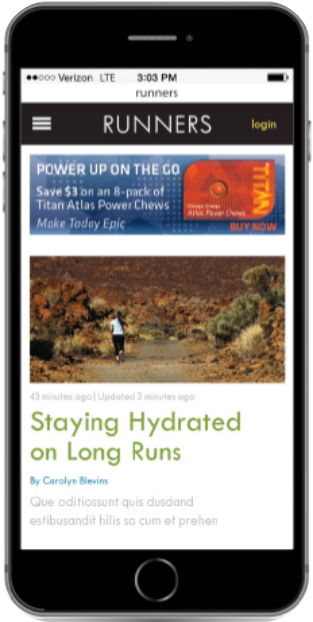 ●●○○○ Verizon LTE 3:03 PM
runners
RUNNERS login
POWER UP ON THE GO
Save $3 on an 8-pack of
Titan Atlas PowerChews
Make Today Epic
Orange Energy
Atlas Power Chews
TITAN
BUY NOW
43 minutes ago | Updated 3 minutes ago
Staying Hydrated
on Long Runs
By Carolyn Blevins
Que oditiossunt quis dusdand
estibusandit hilis sa cum et prehen